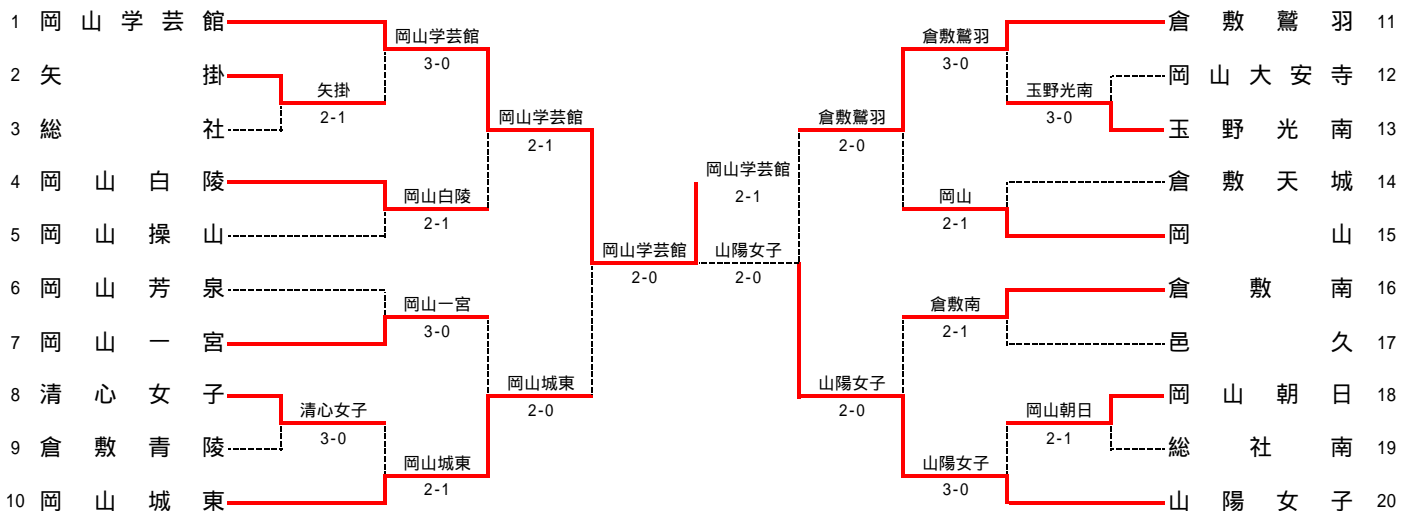 1 岡山学芸館
2 矢掛
3 総社
4 岡山白陵
5 岡山操山
6 岡山芳泉
7 岡山一宮
8 清心女子
9 倉敷青陵
10 岡山城東
矢掛
2-1
清心女子
3-0
岡山学芸館
3-0
岡山白陵
2-1
岡山一宮
3-0
岡山城東
2-1
岡山学芸館
2-1
岡山城東
2-0
岡山学芸館
2-0
岡山学芸館
2-1
山陽女子
2-0
倉敷鷲羽
2-0
山陽女子
2-0
倉敷鷲羽
3-0
岡山
2-1
倉敷南
2-1
山陽女子
3-0
玉野光南
3-0
岡山朝日
2-1
倉敷鷲羽 11
岡山大安寺 12
玉野光南 13
倉敷天城 14
岡山 15
倉敷南 16
邑久 17
岡山朝日 18
総社南 19
山陽女子 20